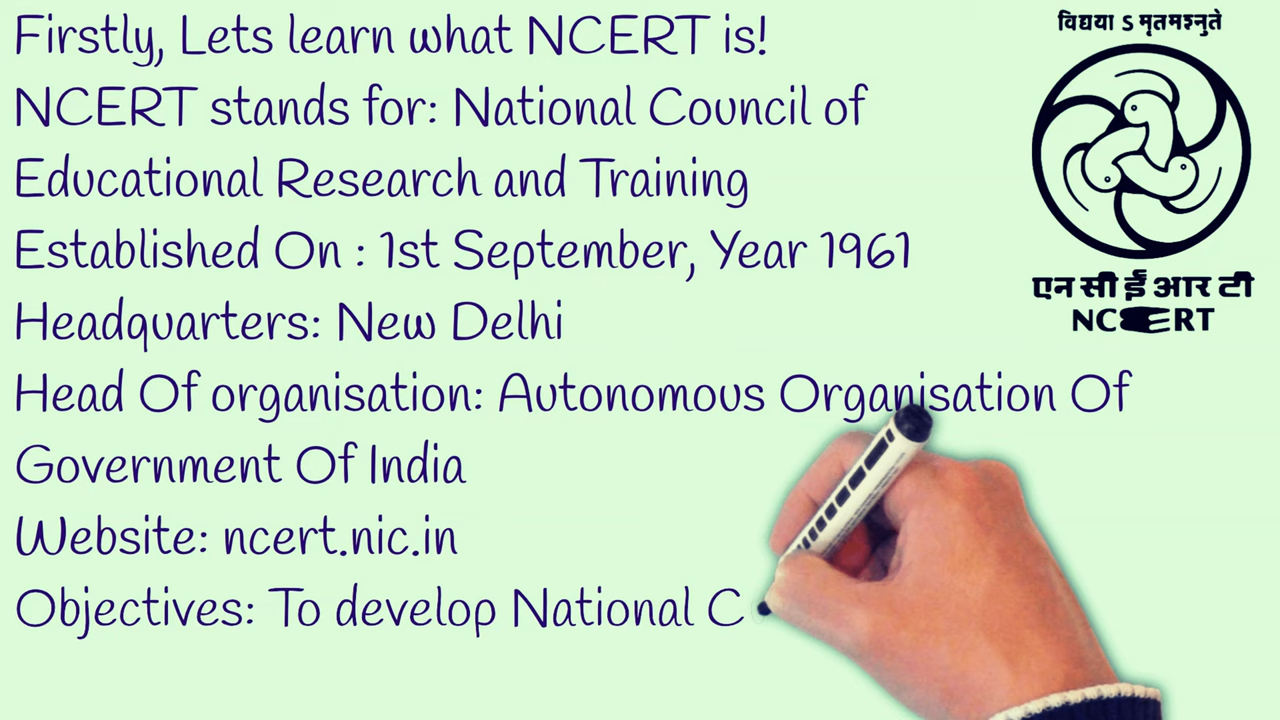 Firstly, Lets learn what NCERT is!
NCERT stands for: National Council of
Educational Research and Training
Established On : 1st September, Year 1961
Headquarters: New Delhi
Head Of organisation: Autonomous Organisation Of
Government Of India
Website: ncert.nic.in
Objectives: To develop National C
विद्यया ऽ मृतमश्नुते
एन सी ई आर टी
NCERT